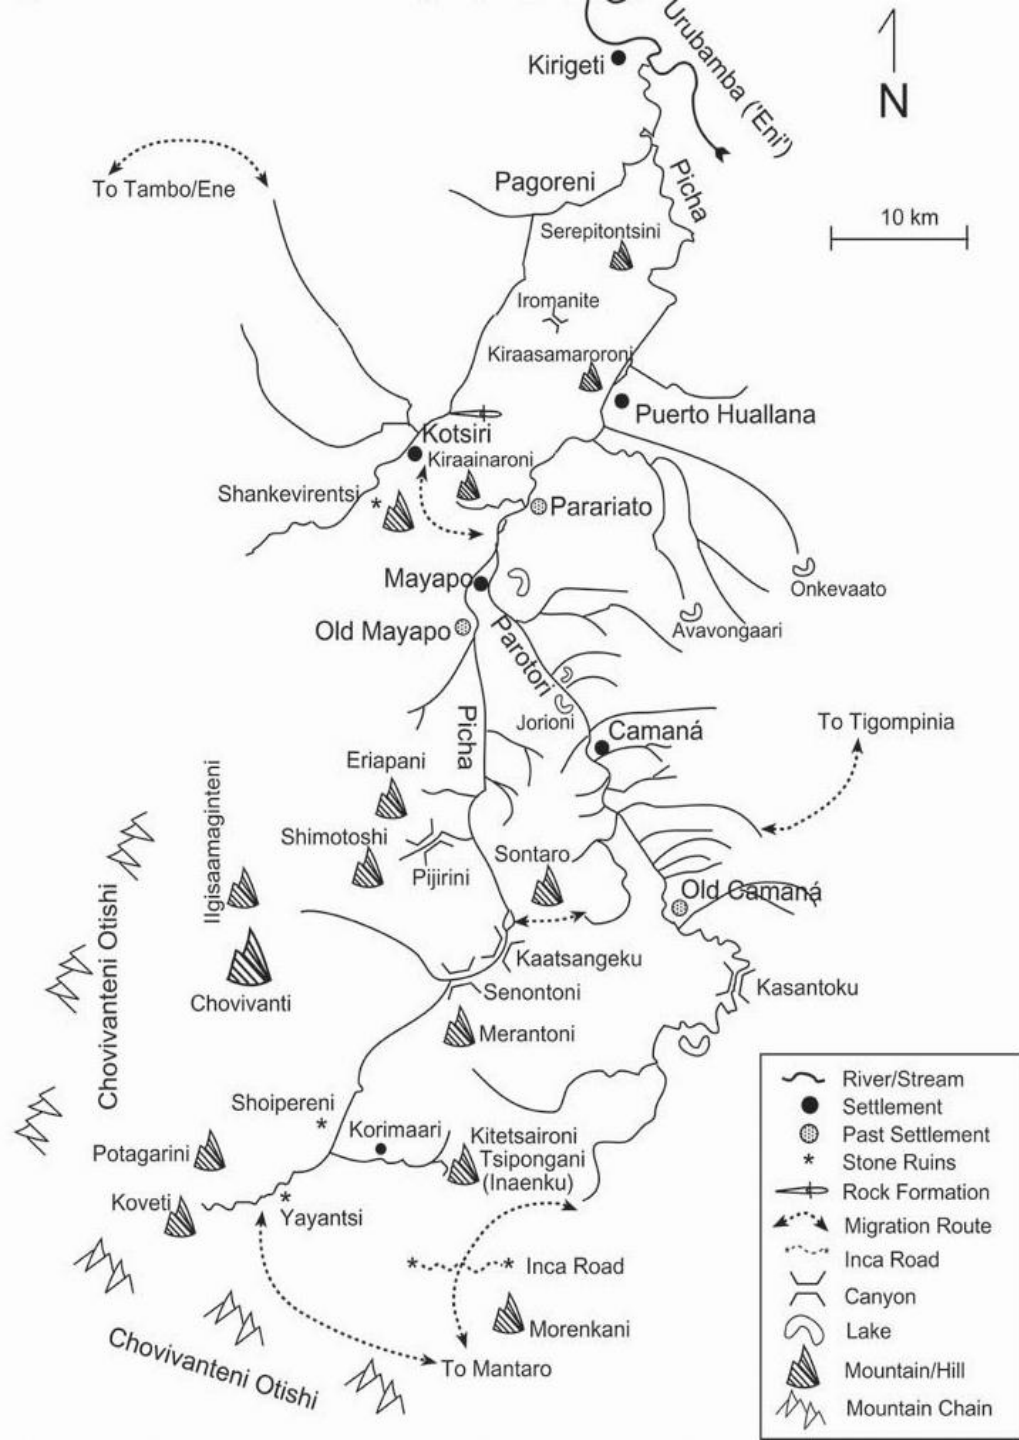 Urubamba ('Eni')
Kirigeti
N
To Tambo/Ene
Pagoreni
Picha
10 km
Serepitontsini
Iromanite
Kiraasamaroroni
Puerto Huallana
Kotsiri
Kiraainaroni
Shankevirentsi
*
Parariato
Mayapo
Onkevaato
Old Mayapo
Avavongaari
Parotori
Picha
Jorioni
Camaná
To Tigompinia
Eriapani
Ilgisaamaginteni
Shimotoshi
Pijirini
Sontaro
Old Camaná
Chovivanteni Otishi
Kaatsangeku
Kasantoku
Chovivanti
Senontoni
Merantoni
Shoipereni
*
Korimaari
Kitetsaironi
Tsipongani
(Inaenku)
Potagarini
Koveti
*
Yayantsi
* * Inca Road
Morenkani
To Mantaro
Chovivanteni Otishi
River/Stream
Settlement
Past Settlement
* Stone Ruins
Rock Formation
Migration Route
Inca Road
Canyon
Lake
Mountain/Hill
Mountain Chain